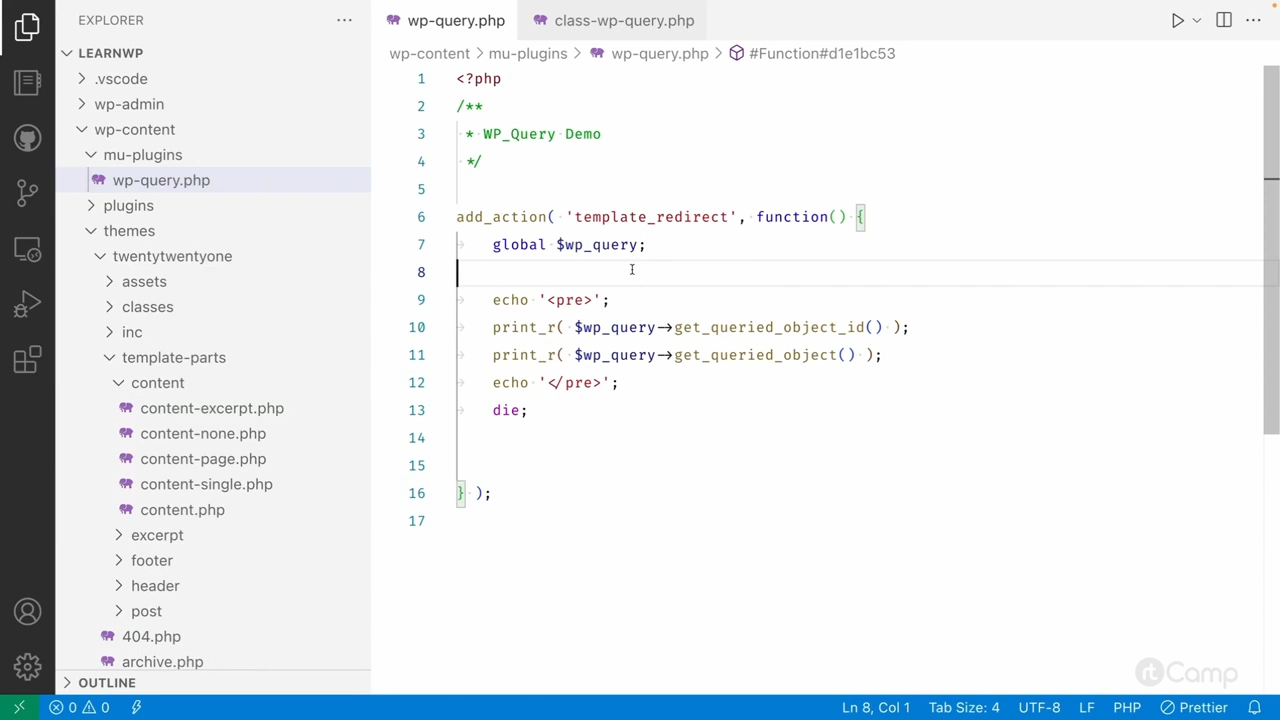 EXPLORER
LEARNWP
.vscode
wp-admin
wp-content
mu-plugins
wp-query.php
plugins
themes
twentytwentyone
assets
classes
inc
template-parts
content
content-excerpt.php
content-none.php
content-page.php
content-single.php
content.php
excerpt
footer
header
post
404.php
archive.php
OUTLINE
wp-query.php class-wp-query.php
wp-content > mu-plugins > wp-query.php > #Function#d1e1bc53
1 <?php
2 /**
3 * WP_Query Demo
4 */
5
6 add_action( 'template_redirect', function() {
7 global $wp_query;
8
9 echo '<pre>';
10 print_r( $wp_query->get_queried_object_id() );
11 print_r( $wp_query->get_queried_object() );
12 echo '</pre>';
13 die;
14
15
16 } );
17
rtCamp
0 0 Ln 8, Col 1 Tab Size: 4 UTF-8 LF PHP Prettier